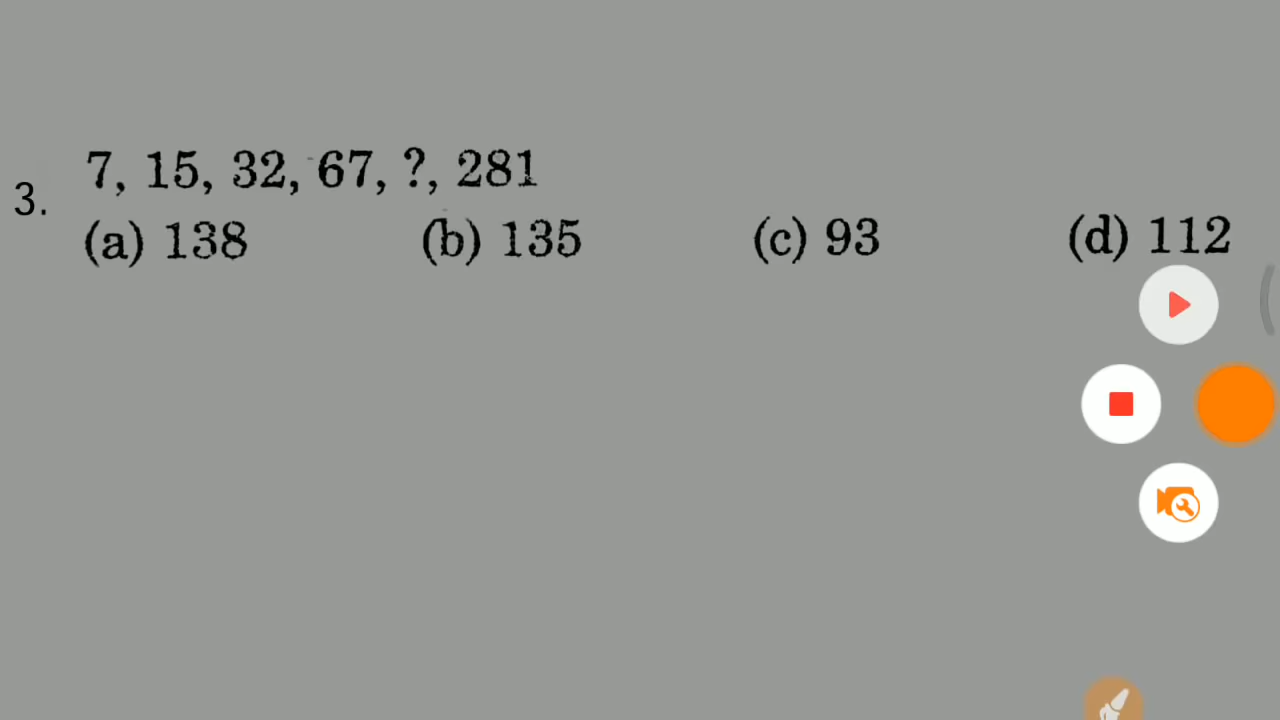 3. 7, 15, 32, 67, ?, 281
(a) 138 (b) 135 (c) 93 (d) 112